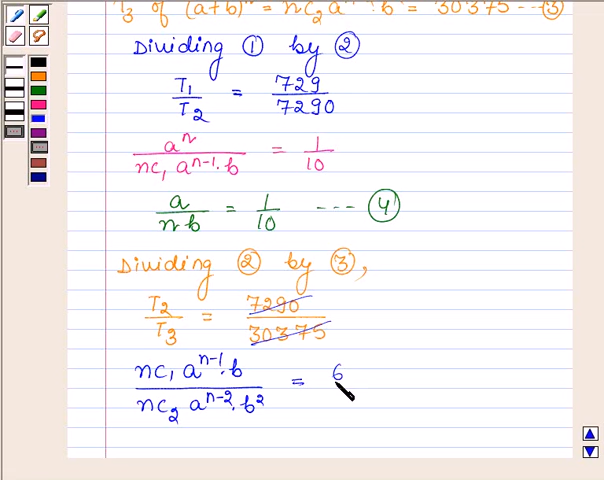 T3 of (a+b)^n = nC2 a^n-2 · b^2 = 30375 --- (3)
Dividing (1) by (2)
T1/T2 = 729/7290
a^n / nC1 a^n-1 · b = 1/10
a/nb = 1/10 --- (4)
Dividing (2) by (3),
T2/T3 = 7290/30375
nC1 a^n-1 · b / nC2 a^n-2 · b^2 = 6